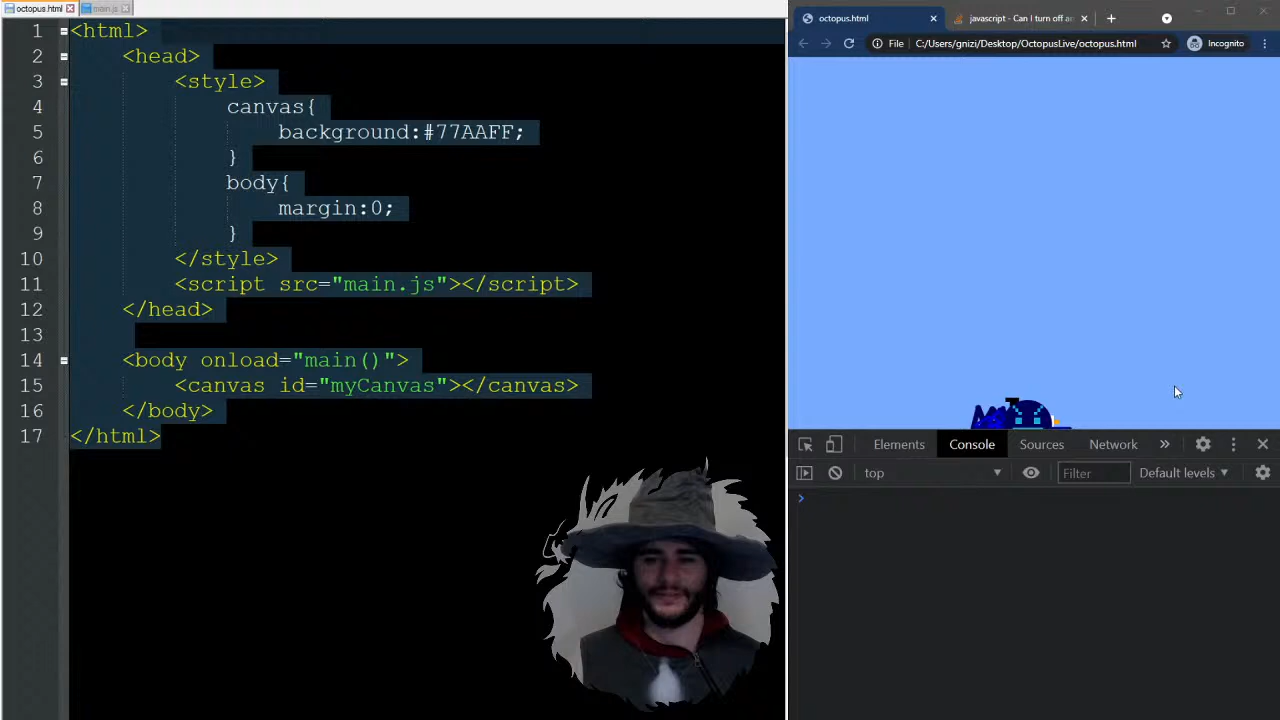 octopus.html
main.js
1 <html>
2 <head>
3 <style>
4 canvas{
5 background:#77AAFF;
6 }
7 body{
8 margin:0;
9 }
10 </style>
11 <script src="main.js"></script>
12 </head>
13
14 <body onload="main()">
15 <canvas id="myCanvas"></canvas>
16 </body>
17 </html>
octopus.html
javascript - Can I turn off an
File C:/Users/gnizi/Desktop/OctopusLive/octopus.html Incognito
Elements Console Sources Network
top Filter Default levels